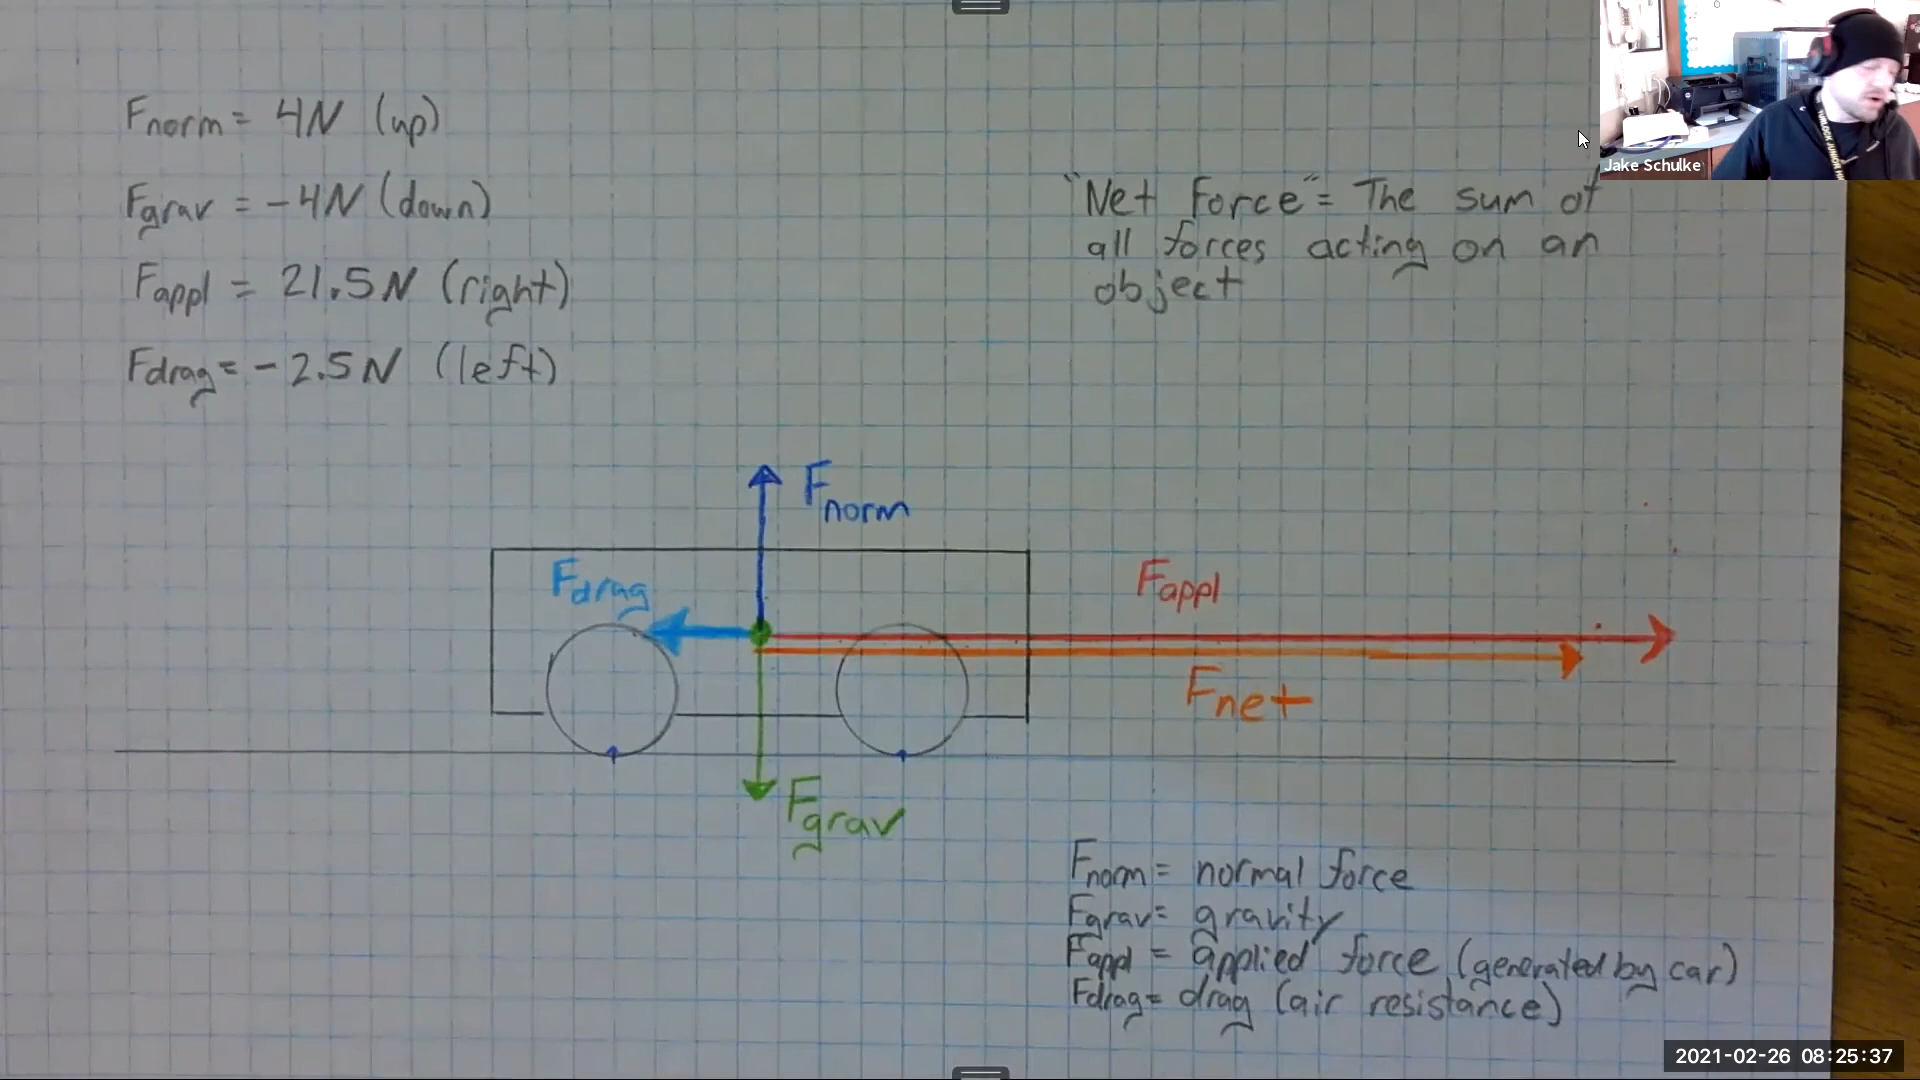 Fnorm = 4N (up)
Fgrav = -4N (down)
Fappl = 21.5N (right)
Fdrag = -2.5N (left)
"Net Force" = The sum of
all forces acting on an
object
Jake Schulke
Fnorm
Fdrag
Fappl
Fnet
Fgrav
Fnorm = normal force
Fgrav = gravity
Fappl = applied force (generated by car)
Fdrag = drag (air resistance)
2021-02-26 08:25:37